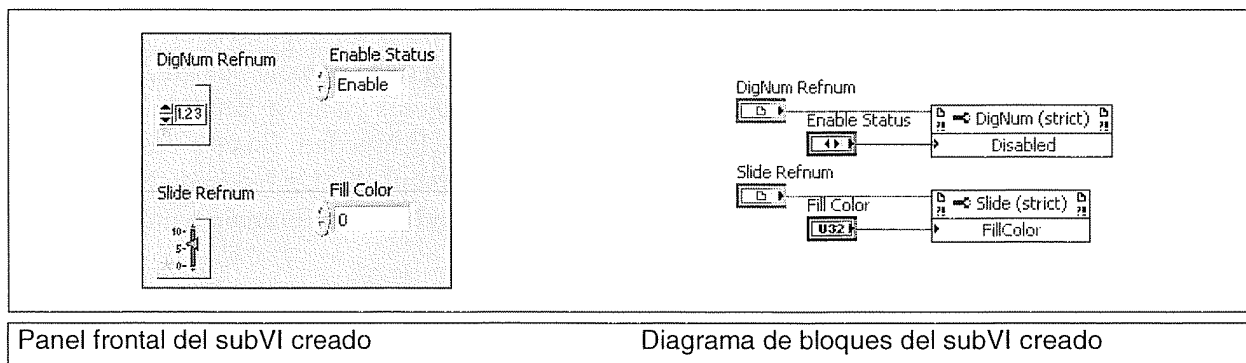 DigNum Refnum
Enable Status
Enable
1.23
Slide Refnum
Fill Color
10-
5-
0-
0
DigNum Refnum
Enable Status
DigNum (strict)
Disabled
Slide Refnum
Fill Color
U32
Slide (strict)
FillColor
Panel frontal del subVI creado
Diagrama de bloques del subVI creado